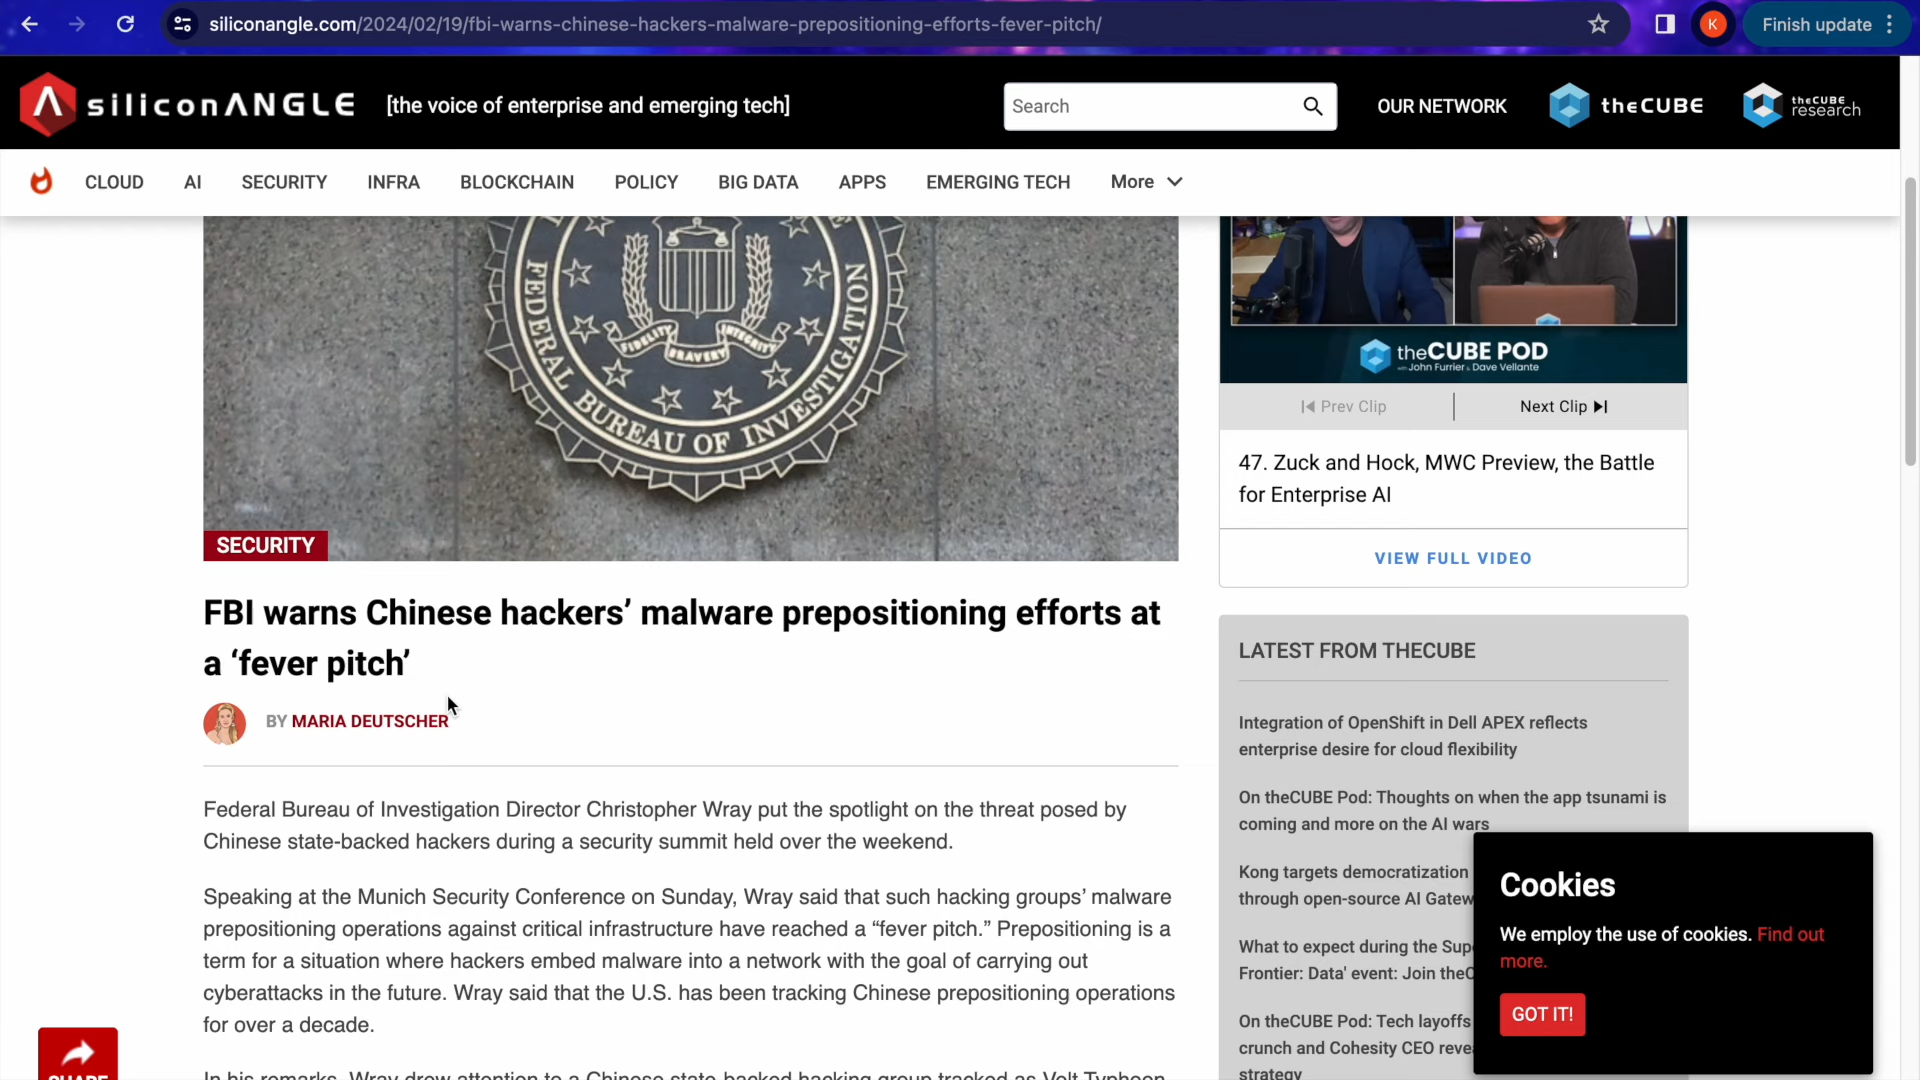 siliconangle.com/2024/02/19/fbi-warns-chinese-hackers-malware-prepositioning-efforts-fever-pitch/
K
Finish update
siliconANGLE
[the voice of enterprise and emerging tech]
Search
OUR NETWORK
theCUBE
theCUBE
research
CLOUD
AI
SECURITY
INFRA
BLOCKCHAIN
POLICY
BIG DATA
APPS
EMERGING TECH
More
FIDELITY BRAVERY INTEGRITY
FEDERAL BUREAU OF INVESTIGATION
SECURITY
FBI warns Chinese hackers’ malware prepositioning efforts at
a ‘fever pitch’
BY MARIA DEUTSCHER
Federal Bureau of Investigation Director Christopher Wray put the spotlight on the threat posed by
Chinese state-backed hackers during a security summit held over the weekend.
Speaking at the Munich Security Conference on Sunday, Wray said that such hacking groups’ malware
prepositioning operations against critical infrastructure have reached a “fever pitch.” Prepositioning is a
term for a situation where hackers embed malware into a network with the goal of carrying out
cyberattacks in the future. Wray said that the U.S. has been tracking Chinese prepositioning operations
for over a decade.
In his remarks, Wray drew attention to a Chinese state-backed hacking group tracked as Volt Typhoon
SHARE
theCUBE POD
with John Furrier & Dave Vellante
Prev Clip
Next Clip
47. Zuck and Hock, MWC Preview, the Battle
for Enterprise AI
VIEW FULL VIDEO
LATEST FROM THECUBE
Integration of OpenShift in Dell APEX reflects
enterprise desire for cloud flexibility
On theCUBE Pod: Thoughts on when the app tsunami is
coming and more on the AI wars
Kong targets democratization
through open-source AI Gatew
What to expect during the Sup
Frontier: Data' event: Join the
On theCUBE Pod: Tech layoffs
crunch and Cohesity CEO reve
strategy
Cookies
We employ the use of cookies. Find out
more.
GOT IT!